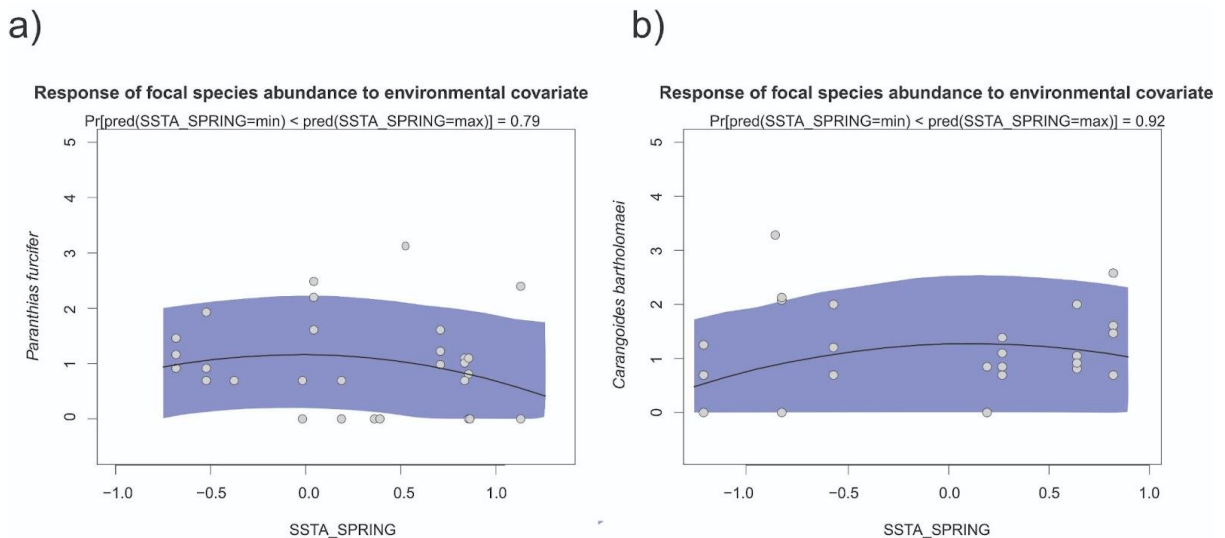 a)
Response of focal species abundance to environmental covariate
Pr[pred(SSTA_SPRING=min) < pred(SSTA_SPRING=max)] = 0.79
5
4
3
2
1
0
Paranthias furcifer
−1.0 −0.5 0.0 0.5 1.0
SSTA_SPRING
b)
Response of focal species abundance to environmental covariate
Pr[pred(SSTA_SPRING=min) < pred(SSTA_SPRING=max)] = 0.92
5
4
3
2
1
0
Carangoides bartholomaei
−1.0 −0.5 0.0 0.5 1.0
SSTA_SPRING